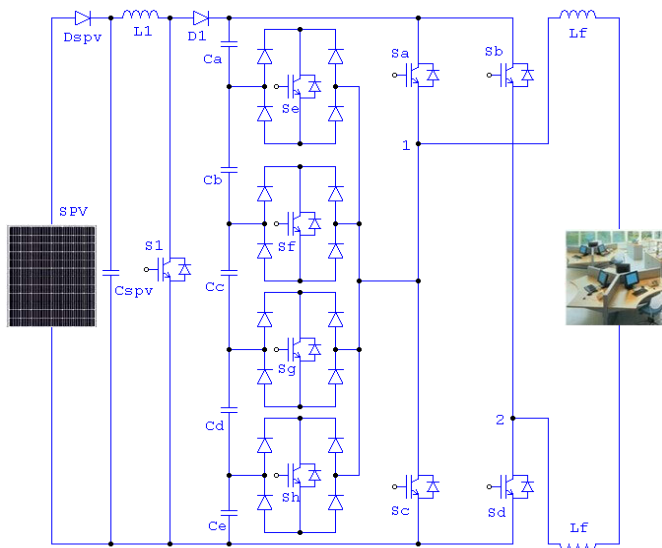 Dspv
L1
D1
Ca
Sa
Sb
Lf
Se
1
Cb
SPV
S1
Sf
Cspv
Cc
Sg
Cd
2
Sh
Ce
Sc
Sd
Lf